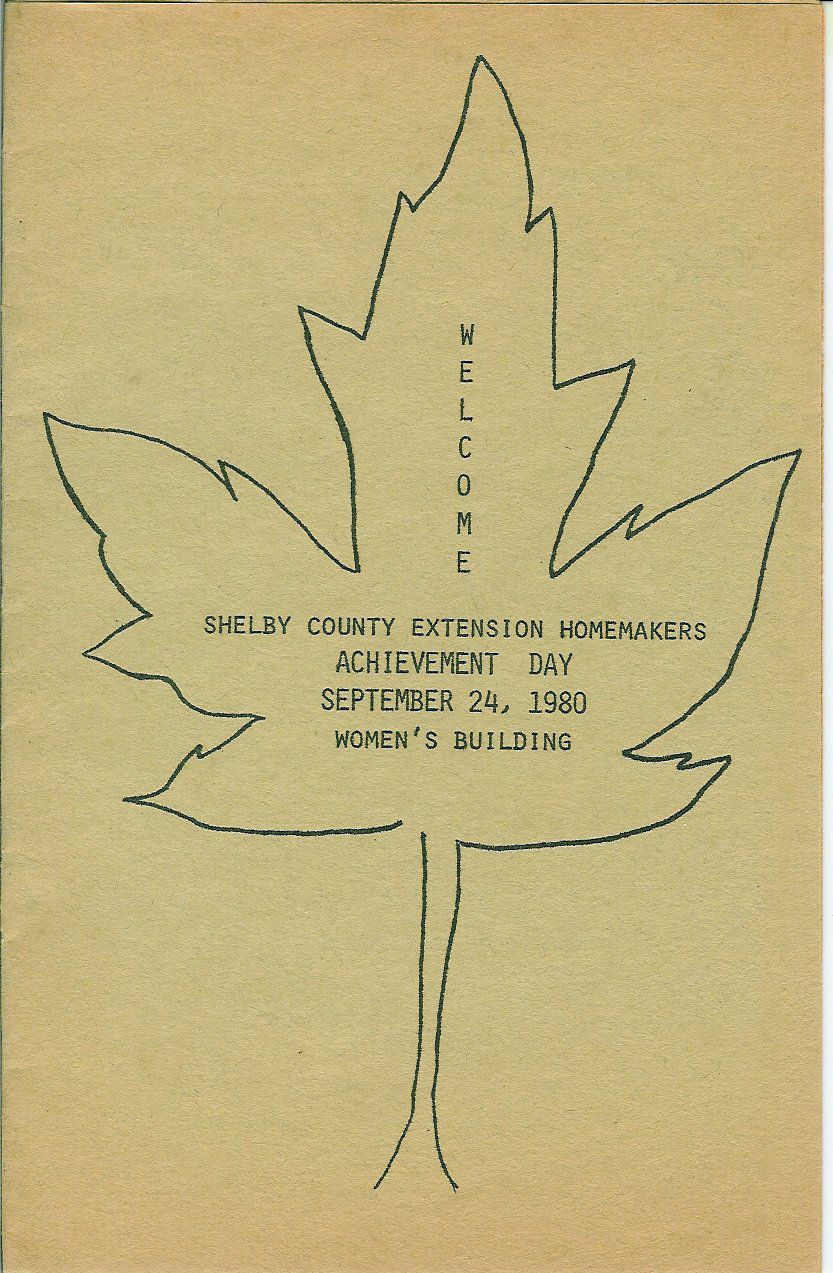 WELCOME
SHELBY COUNTY EXTENSION HOMEMAKERS
ACHIEVEMENT DAY
SEPTEMBER 24, 1980
WOMEN'S BUILDING